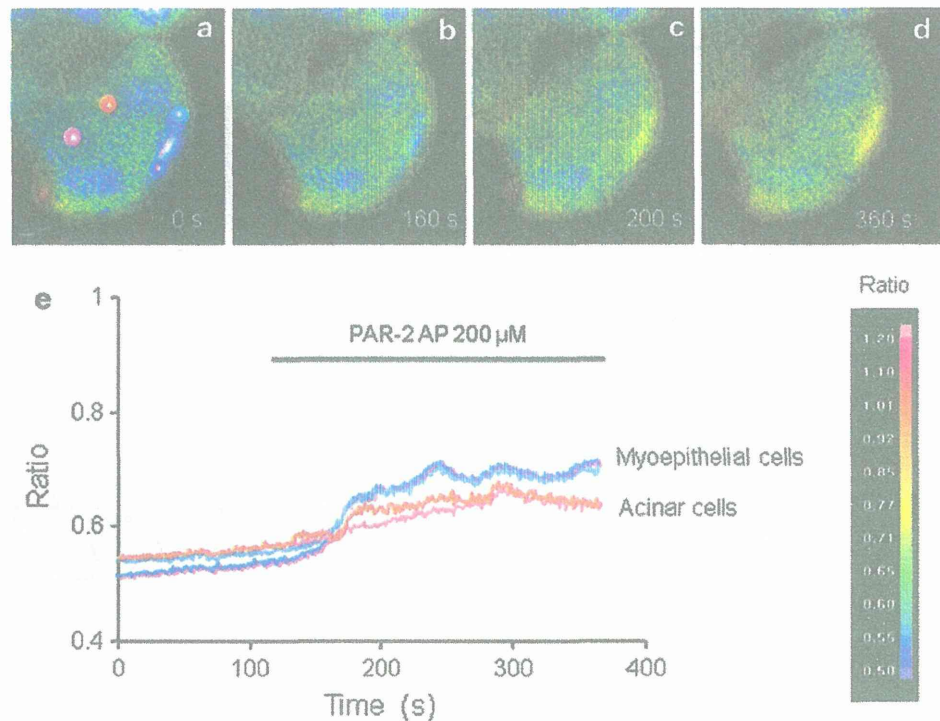 a
b
c
d
0 s
160 s
200 s
360 s
e
PAR-2 AP 200 µM
Ratio
1
0.8
0.6
0.4
0
100
200
300
400
Time (s)
Myoepithelial cells
Acinar cells
Ratio
1.20
1.10
1.01
0.92
0.85
0.77
0.71
0.65
0.60
0.55
0.50